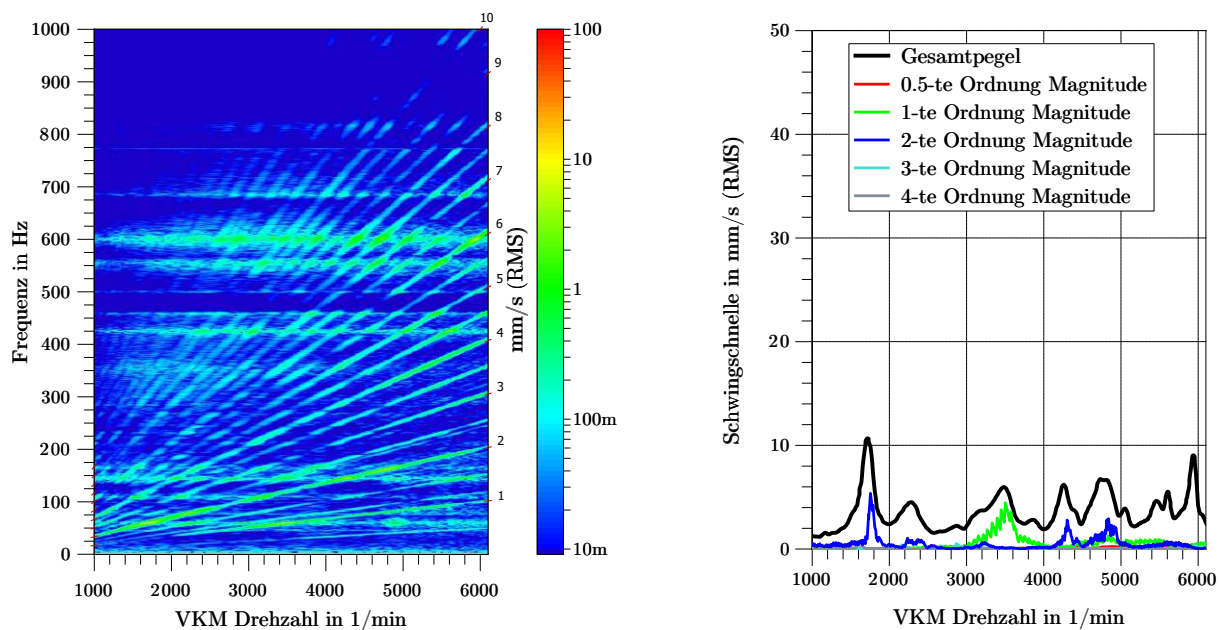 1000
900
800
700
600
500
400
300
200
100
0
Frequenz in Hz
1000 2000 3000 4000 5000 6000
VKM Drehzahl in 1/min
10
9
8
7
6
5
4
3
2
1
100
10
1
100m
10m
mm/s (RMS)
50
40
30
20
10
0
Schwingschnelle in mm/s (RMS)
Gesamtpegel
0.5-te Ordnung Magnitude
1-te Ordnung Magnitude
2-te Ordnung Magnitude
3-te Ordnung Magnitude
4-te Ordnung Magnitude
1000 2000 3000 4000 5000 6000
VKM Drehzahl in 1/min